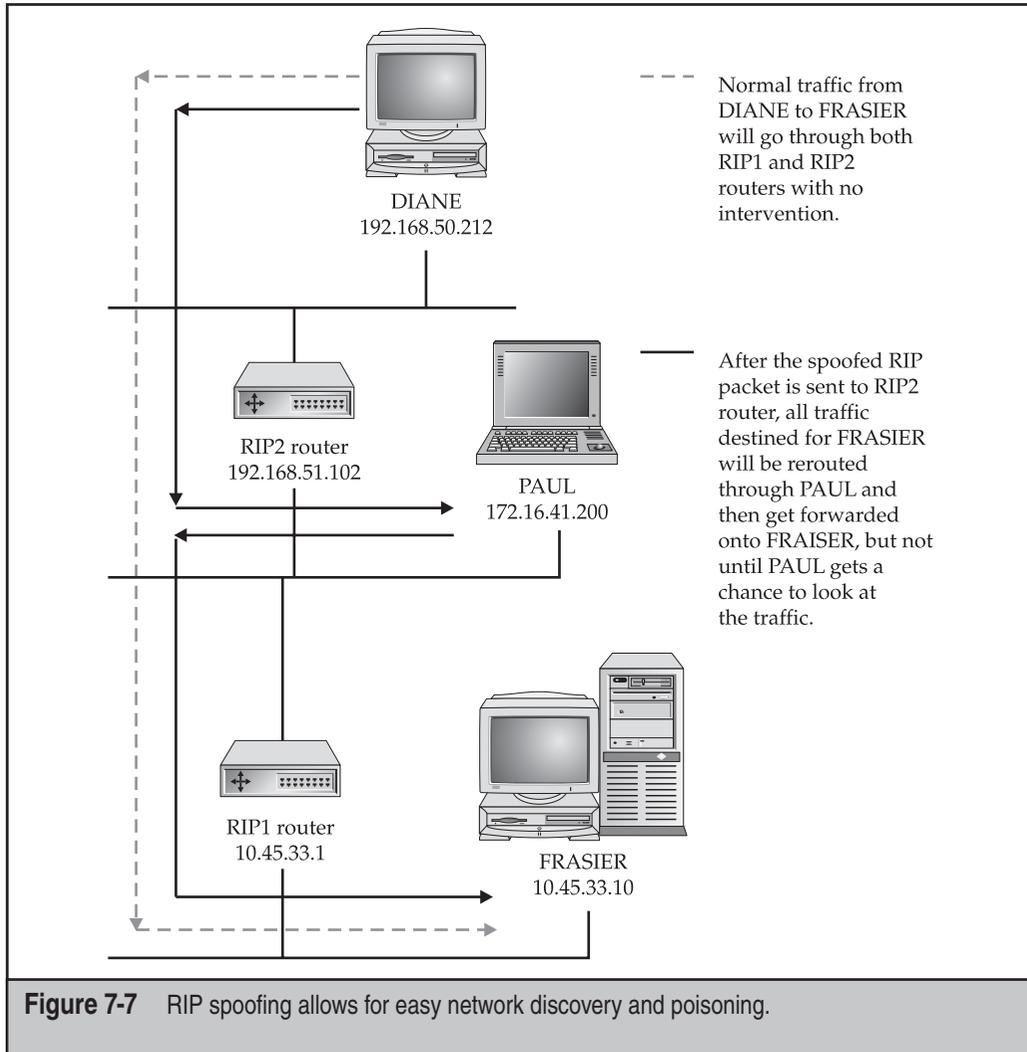 DIANE
192.168.50.212
Normal traffic from
DIANE to FRASIER
will go through both
RIP1 and RIP2
routers with no
intervention.
RIP2 router
192.168.51.102
PAUL
172.16.41.200
After the spoofed RIP
packet is sent to RIP2
router, all traffic
destined for FRASIER
will be rerouted
through PAUL and
then get forwarded
onto FRAISER, but not
until PAUL gets a
chance to look at
the traffic.
RIP1 router
10.45.33.1
FRASIER
10.45.33.10
Figure 7-7 RIP spoofing allows for easy network discovery and poisoning.